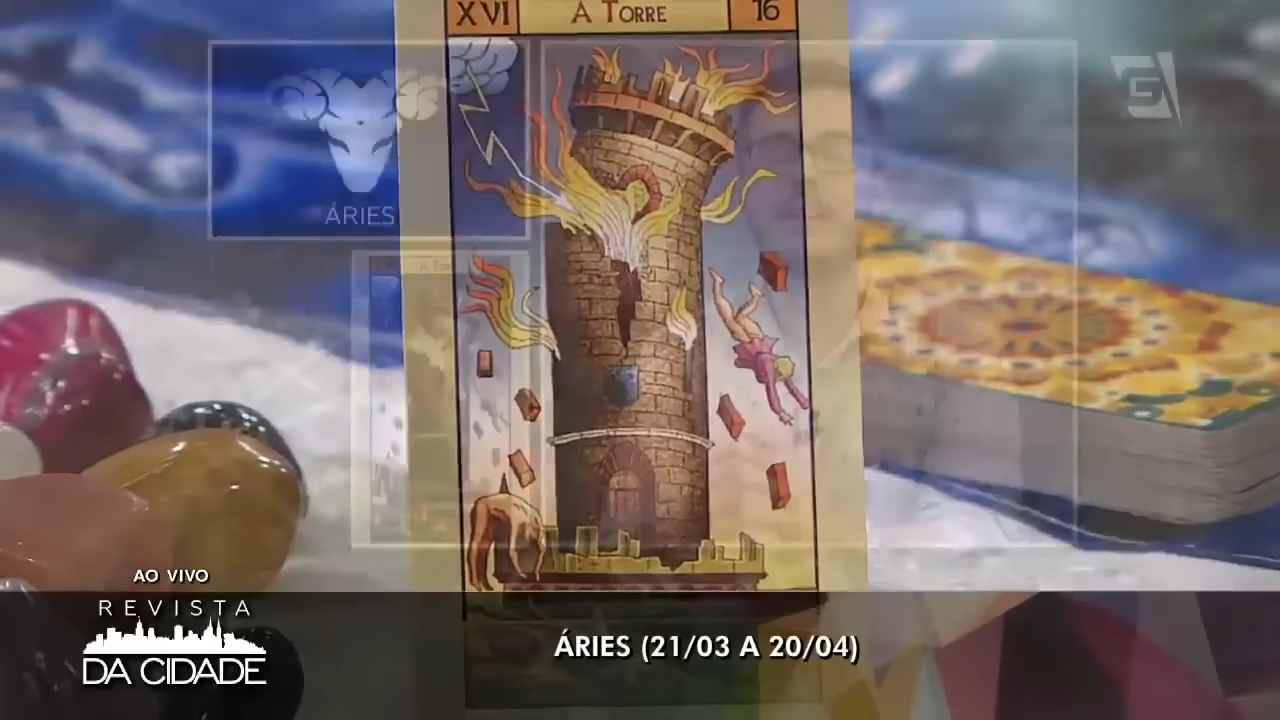 XVI A TORRE 16
ÁRIES
AO VIVO
REVISTA
DA CIDADE
ÁRIES (21/03 A 20/04)